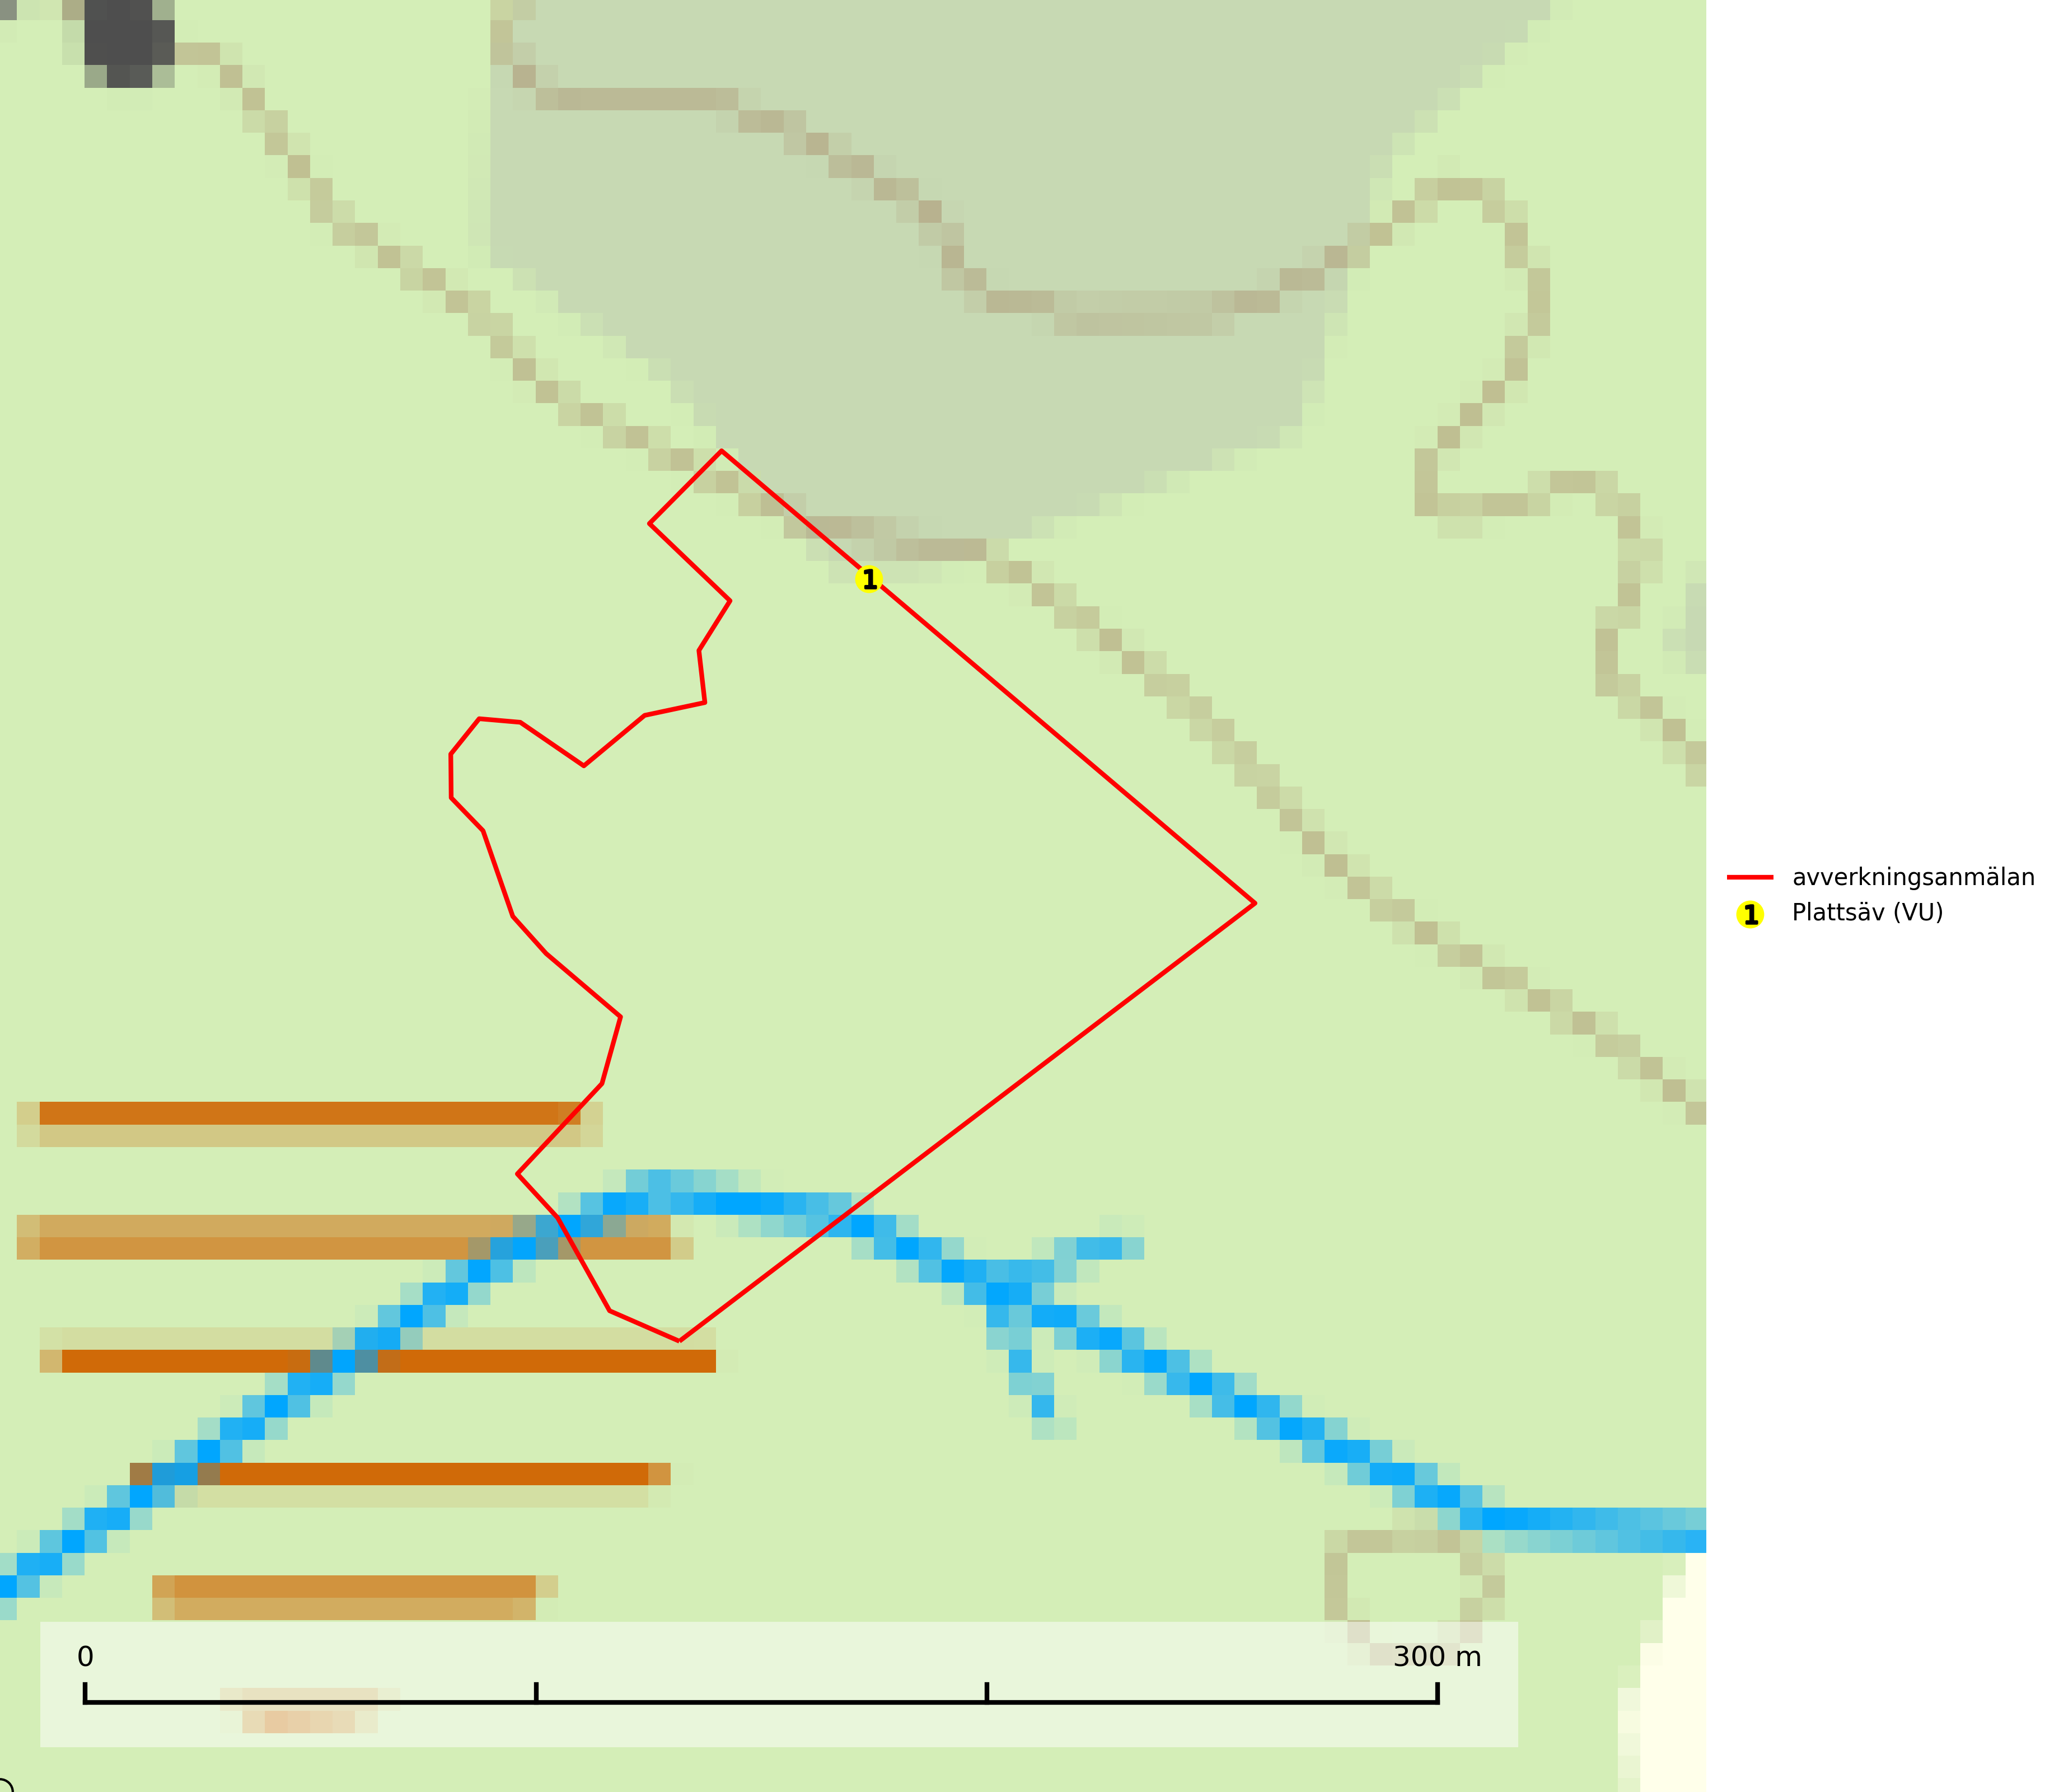 1
avverkningsanmälan
1 Plattsäv (VU)
0 300 m